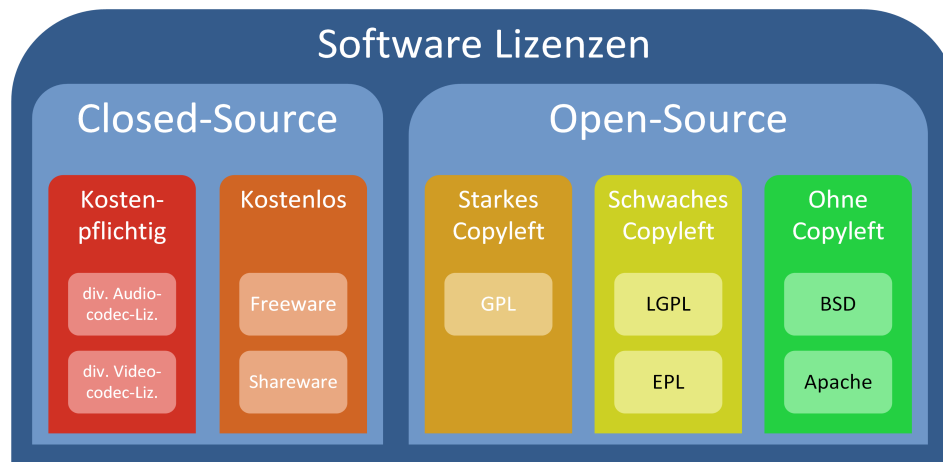 Software Lizenzen
Closed-Source
Kosten-
pflichtig
div. Audio-
codec-Liz.
div. Video-
codec-Liz.
Kostenlos
Freeware
Shareware
Open-Source
Starkes
Copyleft
GPL
Schwaches
Copyleft
LGPL
EPL
Ohne
Copyleft
BSD
Apache